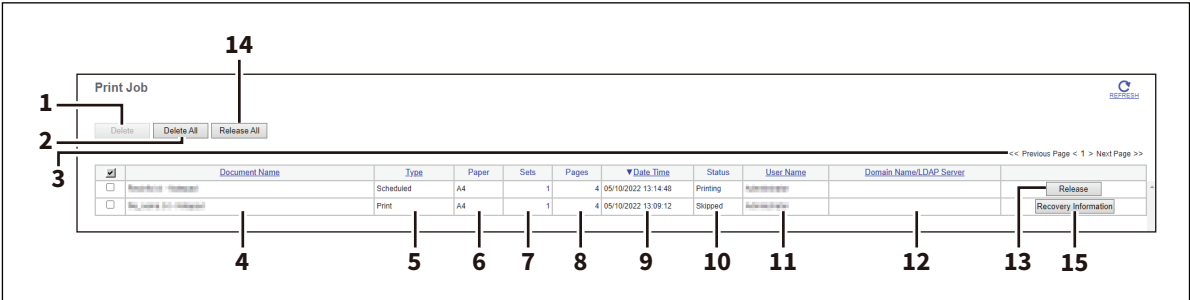 14
Print Job
REFRESH
1
Delete Delete All Release All
2
<< Previous Page < 1 > Next Page >>
3
Document Name Type Paper Sets Pages ▼Date Time Status User Name Domain Name/LDAP Server
Scheduled A4 1 4 05/10/2022 13:14:48 Printing Release
Print A4 1 4 05/10/2022 13:09:12 Skipped Recovery Information
4 5 6 7 8 9 10 11 12 13 15